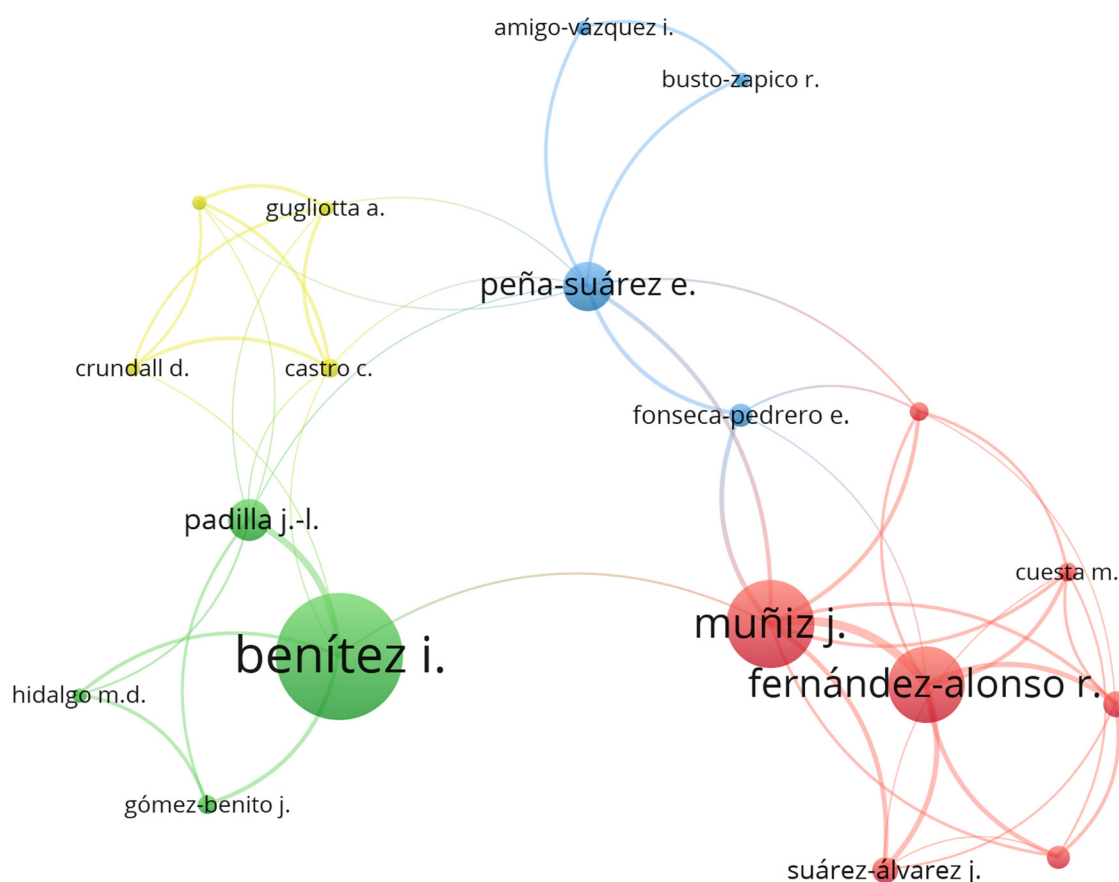 amigo-vázquez i.
busto-zapico r.
gugliotta a.
peña-suárez e.
crundall d.
castro c.
fonseca-pedrero e.
padilla j.-l.
cuesta m.
muñiz j.
benítez i.
fernández-alonso r.
hidalgo m.d.
gómez-benito j.
suárez-álvarez j.